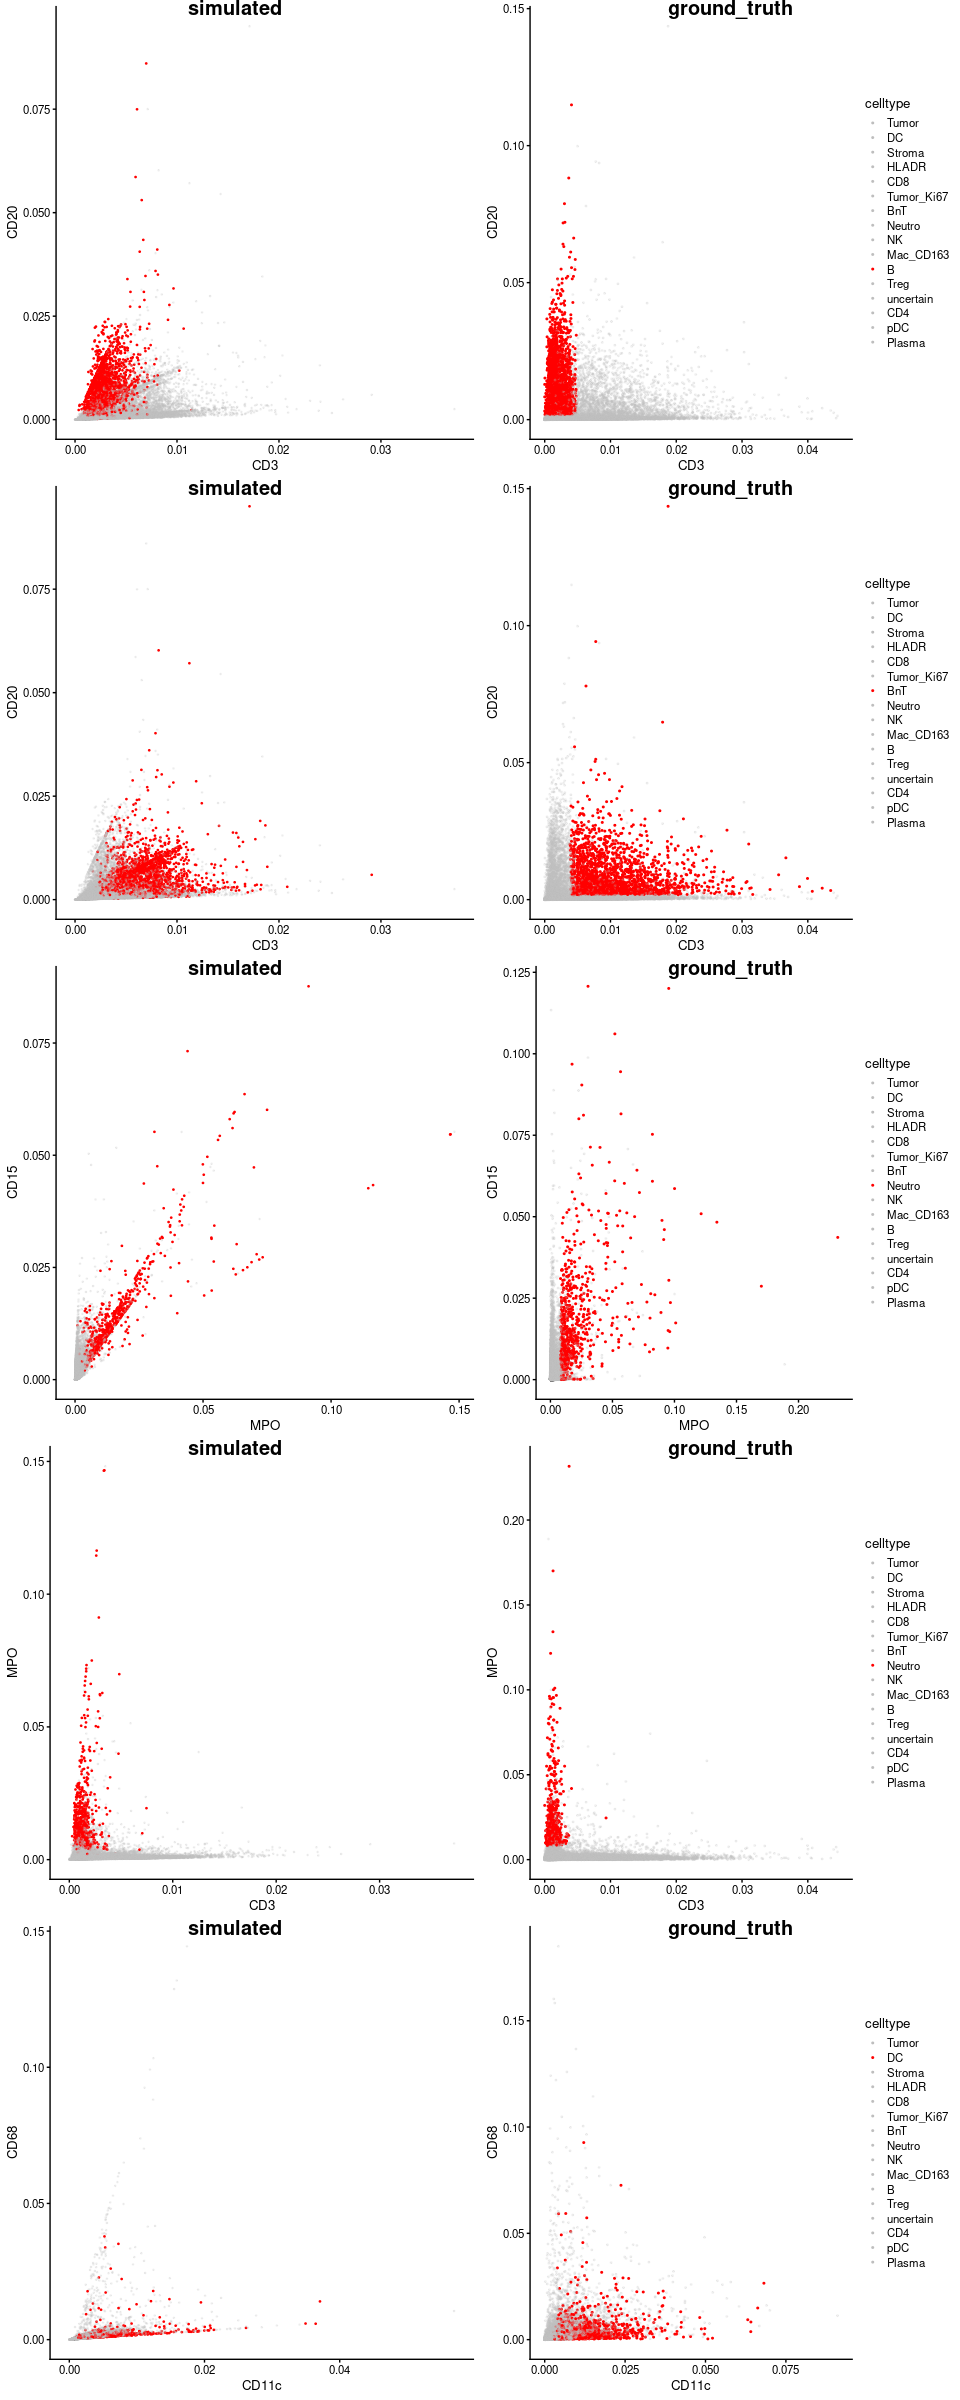 simulated
ground_truth
0.075
0.050
0.025
0.000
CD20
0.00
0.01
0.02
0.03
CD3
0.15
0.10
0.05
0.00
CD20
0.00
0.01
0.02
0.03
0.04
CD3
celltype
Tumor
DC
Stroma
HLADR
CD8
Tumor_Ki67
BnT
Neutro
NK
Mac_CD163
B
Treg
uncertain
CD4
pDC
Plasma
simulated
ground_truth
0.075
0.050
0.025
0.000
CD20
0.00
0.01
0.02
0.03
CD3
0.15
0.10
0.05
0.00
CD20
0.00
0.01
0.02
0.03
0.04
CD3
celltype
Tumor
DC
Stroma
HLADR
CD8
Tumor_Ki67
BnT
Neutro
NK
Mac_CD163
B
Treg
uncertain
CD4
pDC
Plasma
simulated
ground_truth
0.075
0.050
0.025
0.000
CD15
0.00
0.05
0.10
0.15
MPO
0.125
0.100
0.075
0.050
0.025
0.000
CD15
0.00
0.05
0.10
0.15
0.20
MPO
celltype
Tumor
DC
Stroma
HLADR
CD8
Tumor_Ki67
BnT
Neutro
NK
Mac_CD163
B
Treg
uncertain
CD4
pDC
Plasma
simulated
ground_truth
0.15
0.10
0.05
0.00
MPO
0.00
0.01
0.02
0.03
CD3
0.20
0.15
0.10
0.05
0.00
MPO
0.00
0.01
0.02
0.03
0.04
CD3
celltype
Tumor
DC
Stroma
HLADR
CD8
Tumor_Ki67
BnT
Neutro
NK
Mac_CD163
B
Treg
uncertain
CD4
pDC
Plasma
simulated
ground_truth
0.15
0.10
0.05
0.00
CD68
0.00
0.02
0.04
CD11c
0.15
0.10
0.05
0.00
CD68
0.000
0.025
0.050
0.075
CD11c
celltype
Tumor
DC
Stroma
HLADR
CD8
Tumor_Ki67
BnT
Neutro
NK
Mac_CD163
B
Treg
uncertain
CD4
pDC
Plasma